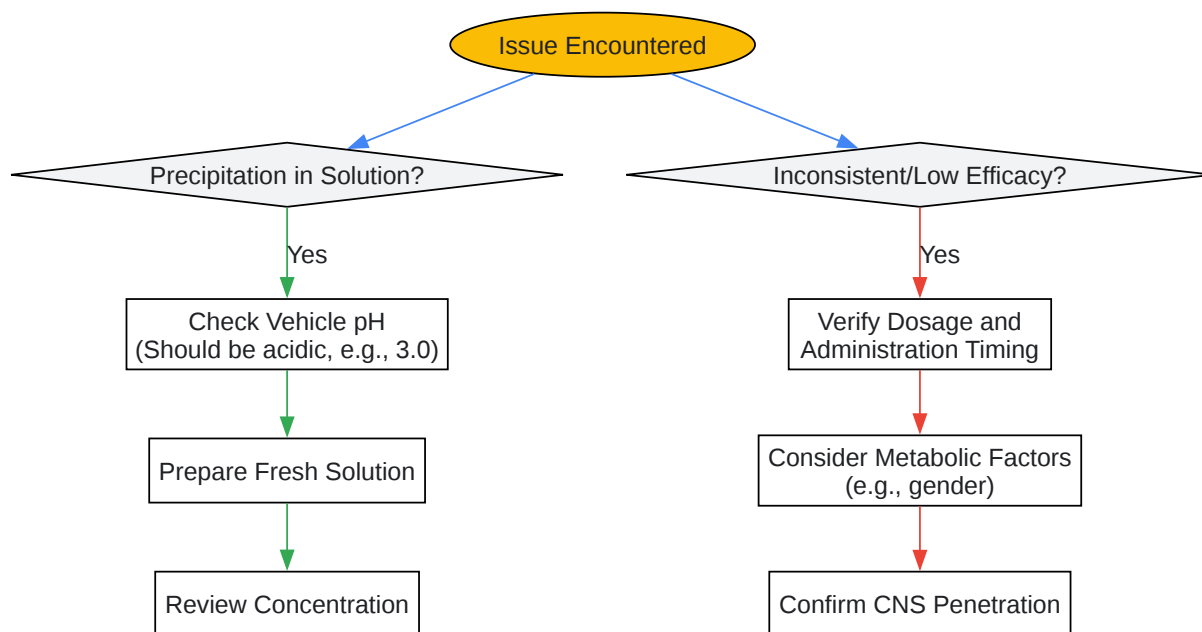 Issue Encountered
Precipitation in Solution?
Inconsistent/Low Efficacy?
Yes
Yes
Check Vehicle pH
(Should be acidic, e.g., 3.0)
Verify Dosage and
Administration Timing
Prepare Fresh Solution
Consider Metabolic Factors
(e.g., gender)
Review Concentration
Confirm CNS Penetration